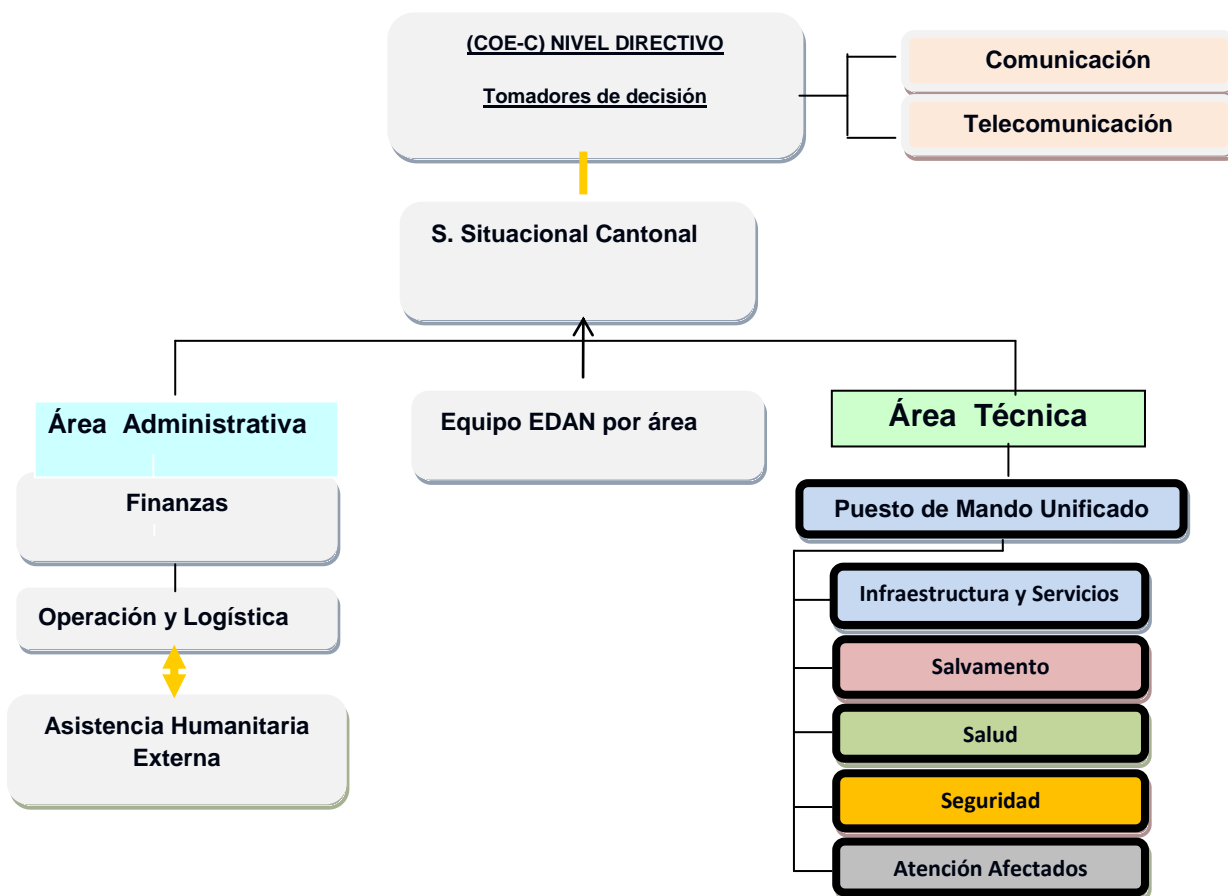 (COE-C) NIVEL DIRECTIVO
Tomadores de decisión
Comunicación
Telecomunicación
S. Situacional Cantonal
Área Administrativa
Equipo EDAN por área
Área Técnica
Finanzas
Puesto de Mando Unificado
Operación y Logística
Infraestructura y Servicios
Salvamento
Asistencia Humanitaria
Externa
Salud
Seguridad
Atención Afectados